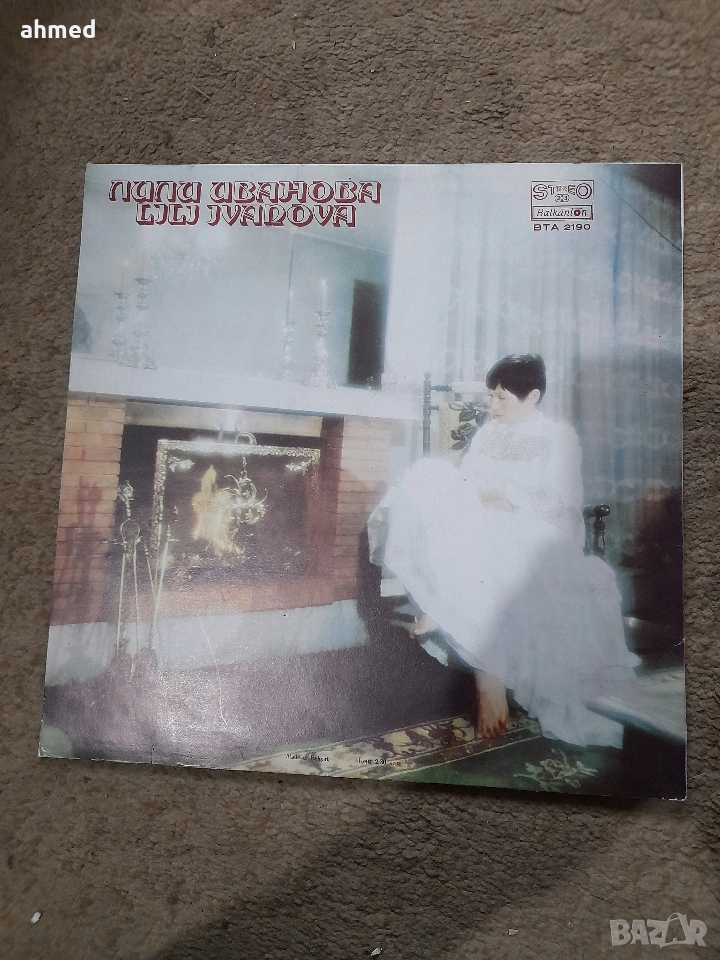 ahmed
ЛИЛИ ИВАНОВА
LILI IVANOVA
STEREO
Balkanton
ВТА 2190
BAZAR